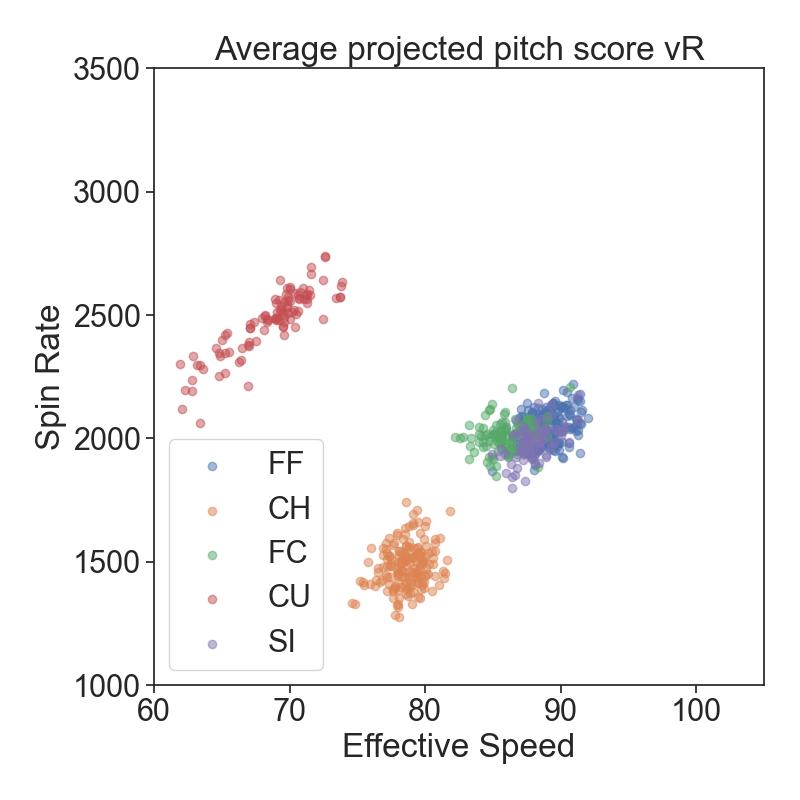 Average projected pitch score vR
3500
3000
2500
2000
1500
1000
Spin Rate
FF
CH
FC
CU
SI
60 70 80 90 100
Effective Speed